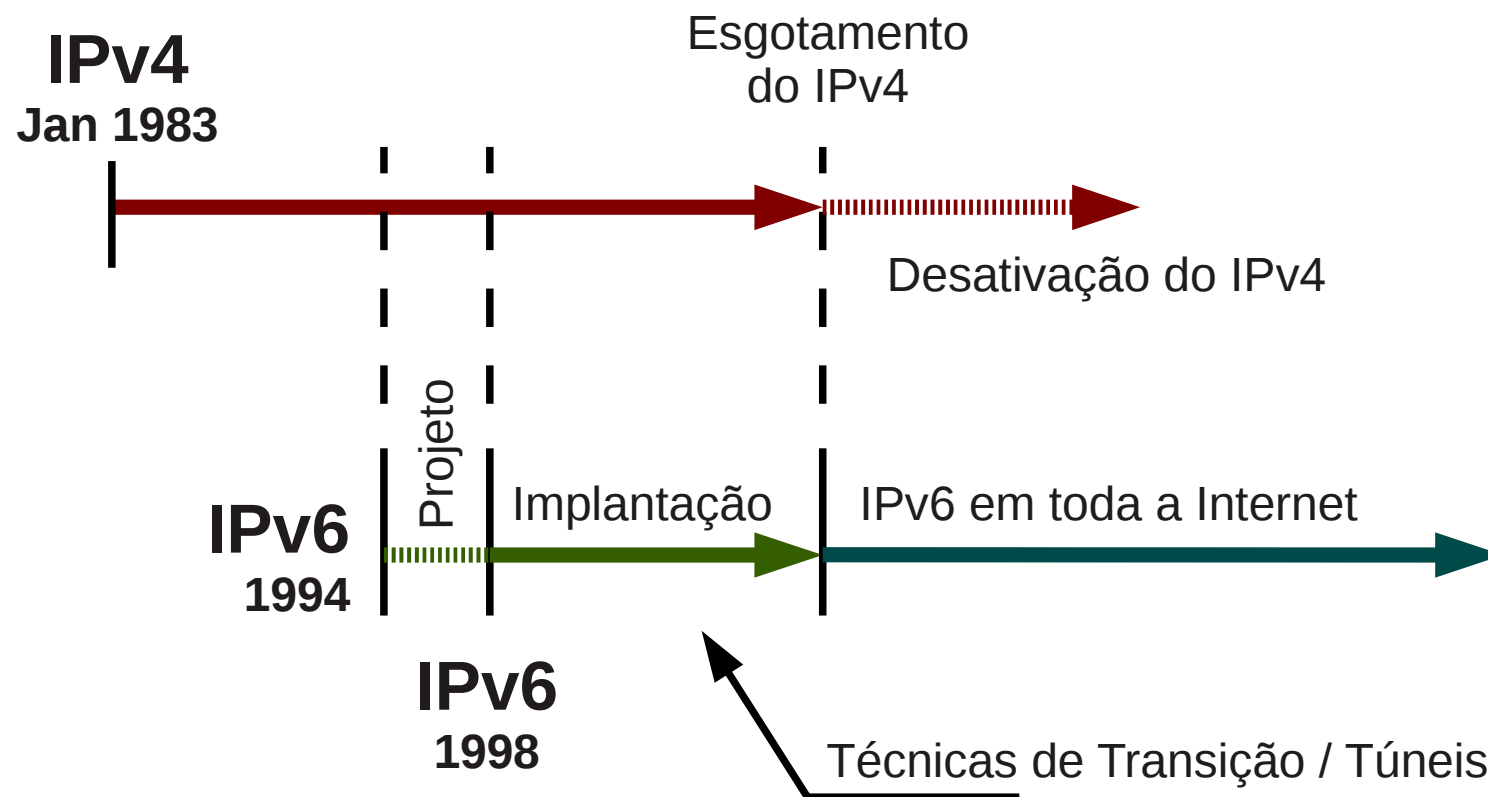 IPv4
Jan 1983
Esgotamento
do IPv4
Desativação do IPv4
Projeto
Implantação
IPv6 em toda a Internet
IPv6
1994
IPv6
1998
Técnicas de Transição / Túneis